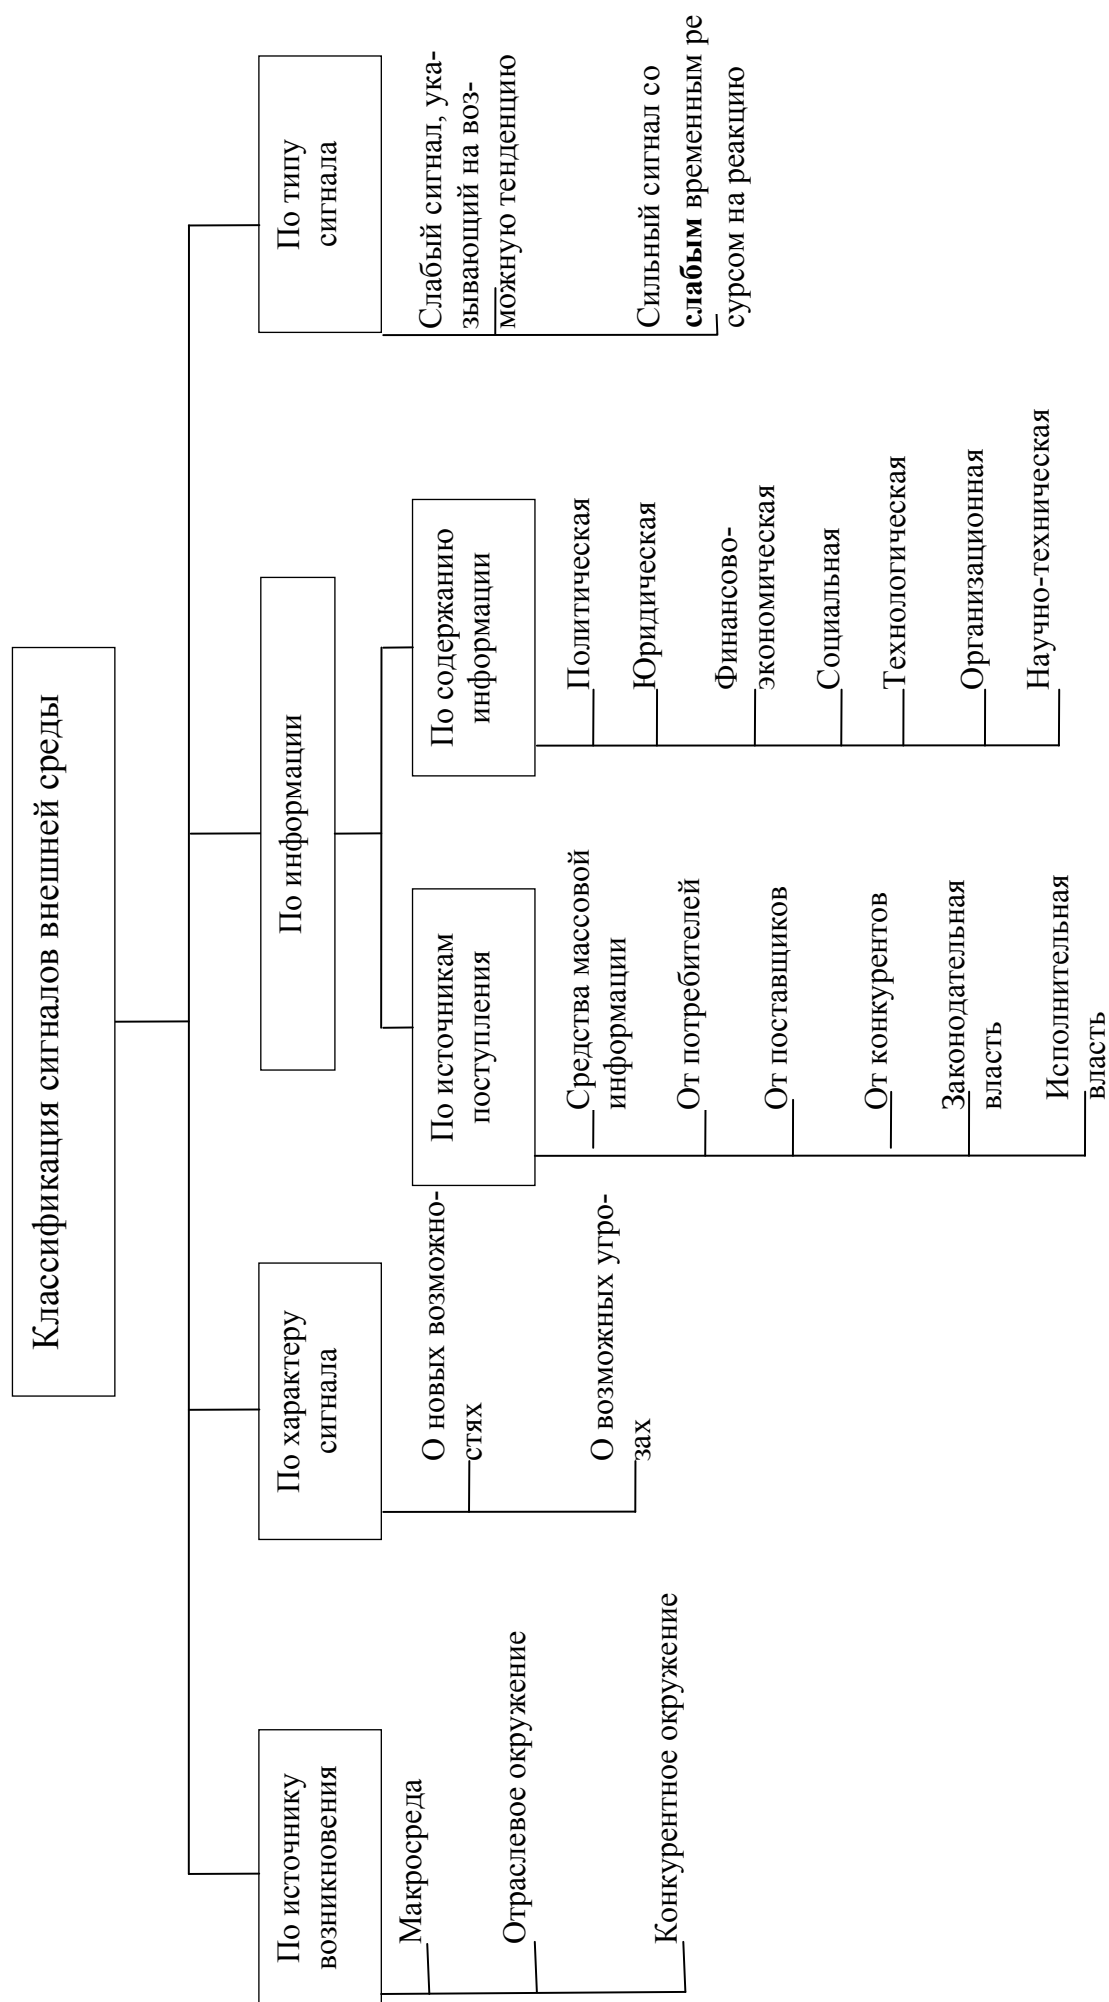 Классификация сигналов внешней среды
По источнику
возникновения
Макросреда
Отраслевое окружение
Конкурентное окружение
По характеру
сигнала
О новых возможно-
стях
О возможных угро-
зах
По информации
По источникам
поступления
Средства массовой
информации
От потребителей
От поставщиков
От конкурентов
Законодательная
власть
Исполнительная
власть
По содержанию
информации
Политическая
Юридическая
Финансово-
экономическая
Социальная
Технологическая
Организационная
Научно-техническая
По типу
сигнала
Слабый сигнал, ука-
зывающий на воз-
можную тенденцию
Сильный сигнал со
слабым временным ре
сурсом на реакцию